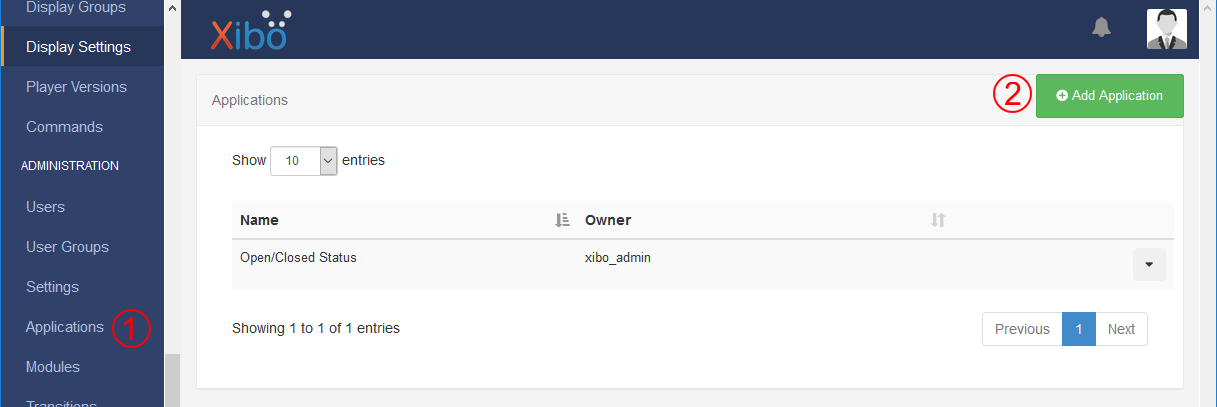 Display Groups
Display Settings
Player Versions
Commands
ADMINISTRATION
Users
User Groups
Settings
Applications 1
Modules
Transitions
Xibo
Applications
2 Add Application
Show 10 entries
Name Owner
Open/Closed Status xibo_admin
Showing 1 to 1 of 1 entries
Previous 1 Next